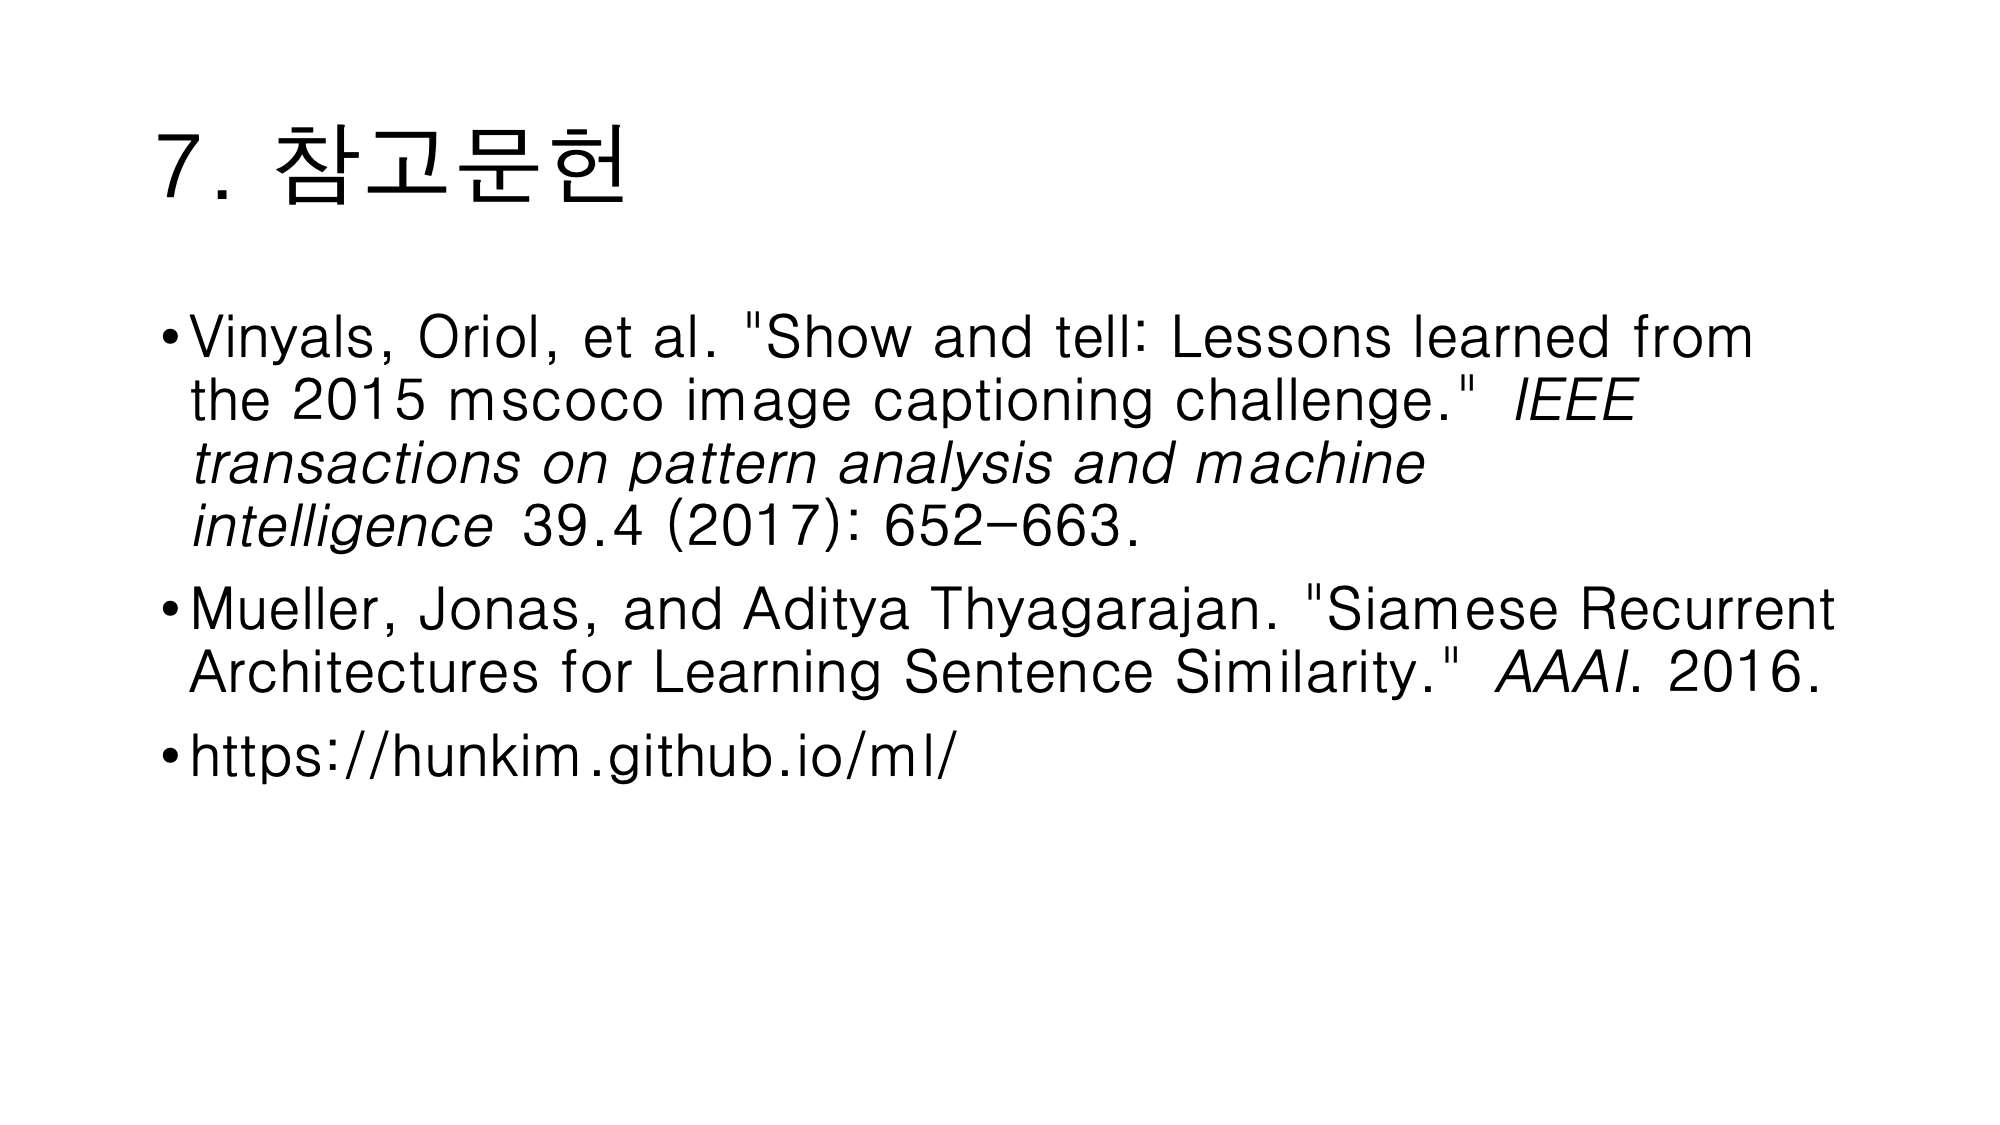 7. 참고문헌
•Vinyals, Oriol, et al. "Show and tell: Lessons learned from
the 2015 mscoco image captioning challenge." IEEE
transactions on pattern analysis and machine
intelligence 39.4 (2017): 652-663.
•Mueller, Jonas, and Aditya Thyagarajan. "Siamese Recurrent
Architectures for Learning Sentence Similarity." AAAI. 2016.
•https://hunkim.github.io/ml/